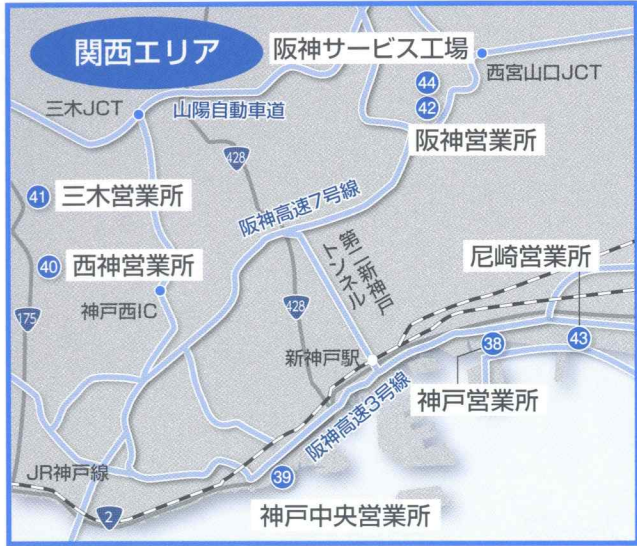 関西エリア
阪神サービス工場
西宮山口JCT
44
42
三木JCT
山陽自動車道
阪神営業所
428
41
三木営業所
阪神高速7号線
第二新神戸
トンネル
尼崎営業所
40
西神営業所
神戸西IC
175
428
新神戸駅
38
43
神戸営業所
阪神高速3号線
JR神戸線
39
2
神戸中央営業所